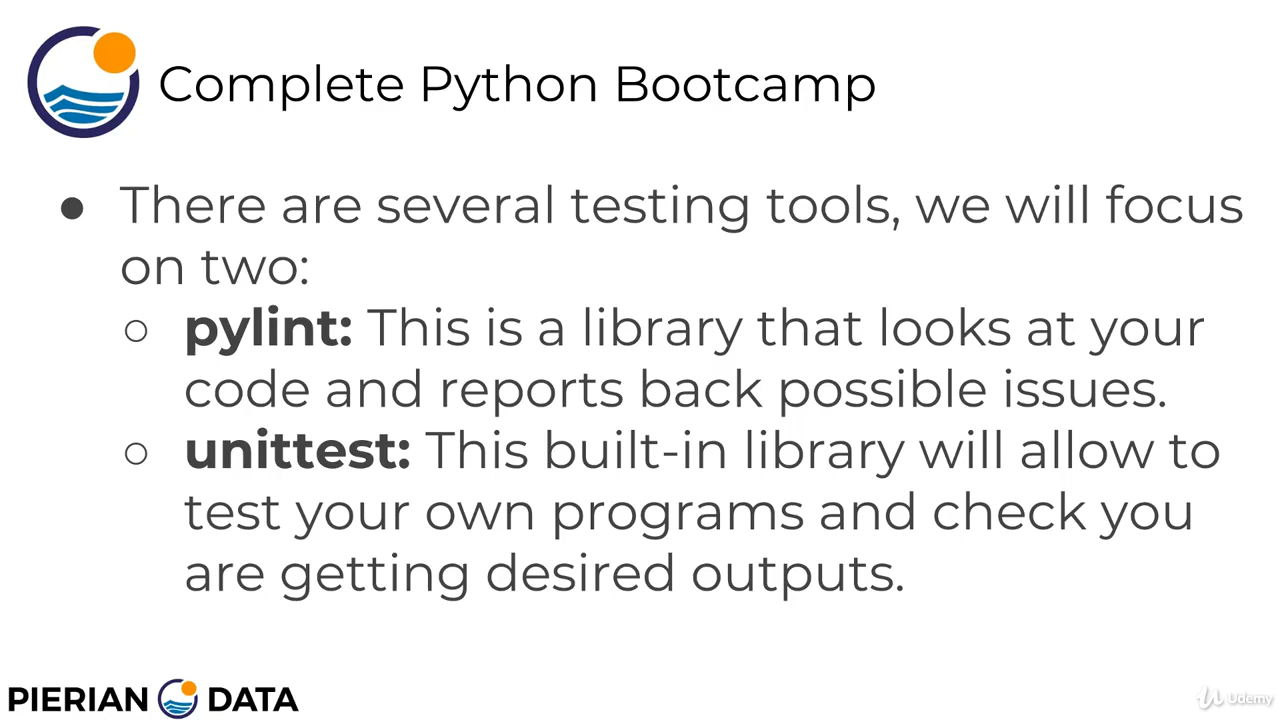 Complete Python Bootcamp
● There are several testing tools, we will focus
on two:
○ pylint: This is a library that looks at your
code and reports back possible issues.
○ unittest: This built-in library will allow to
test your own programs and check you
are getting desired outputs.
PIERIAN DATA
Udemy